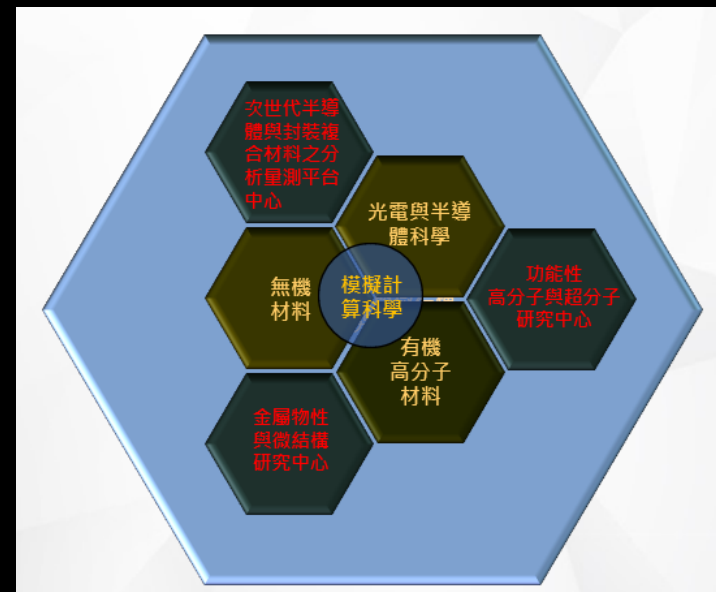 次世代半導
體與封裝複
合材料之分
析量測平台
中心
光電與半導
體科學
無機
材料
模擬計
算科學
功能性
高分子與超分子
研究中心
有機
高分子
材料
金屬物性
與微結構
研究中心